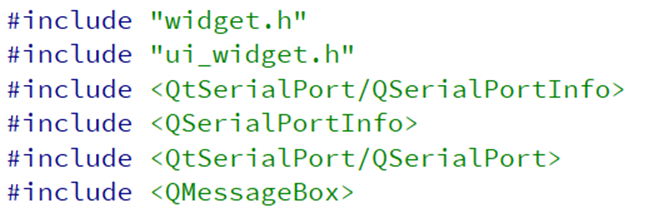 #include "widget.h"
#include "ui_widget.h"
#include <QtSerialPort/QSerialPortInfo>
#include <QSerialPortInfo>
#include <QtSerialPort/QSerialPort>
#include <QMessageBox>